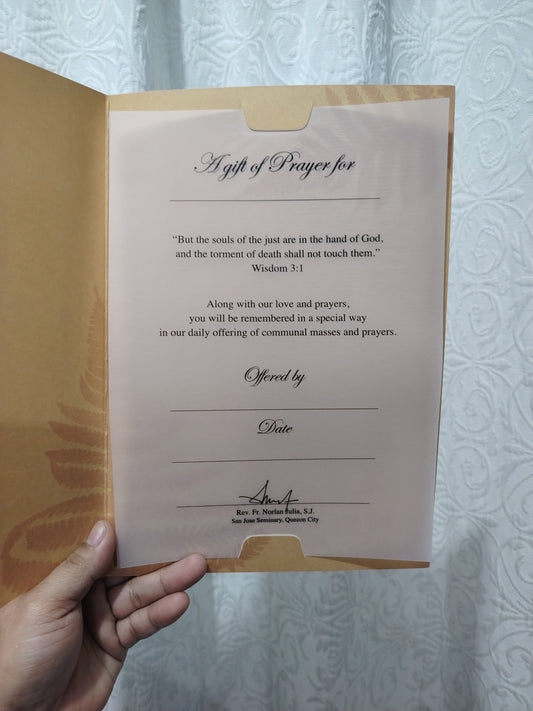 A gift of Prayer for
“But the souls of the just are in the hand of God,
and the torment of death shall not touch them.”
Wisdom 3:1
Along with our love and prayers,
you will be remembered in a special way
in our daily offering of communal masses and prayers.
Offered by
Date
Rev. Fr. Norlan Julia, S.J.
San Jose Seminary, Quezon City